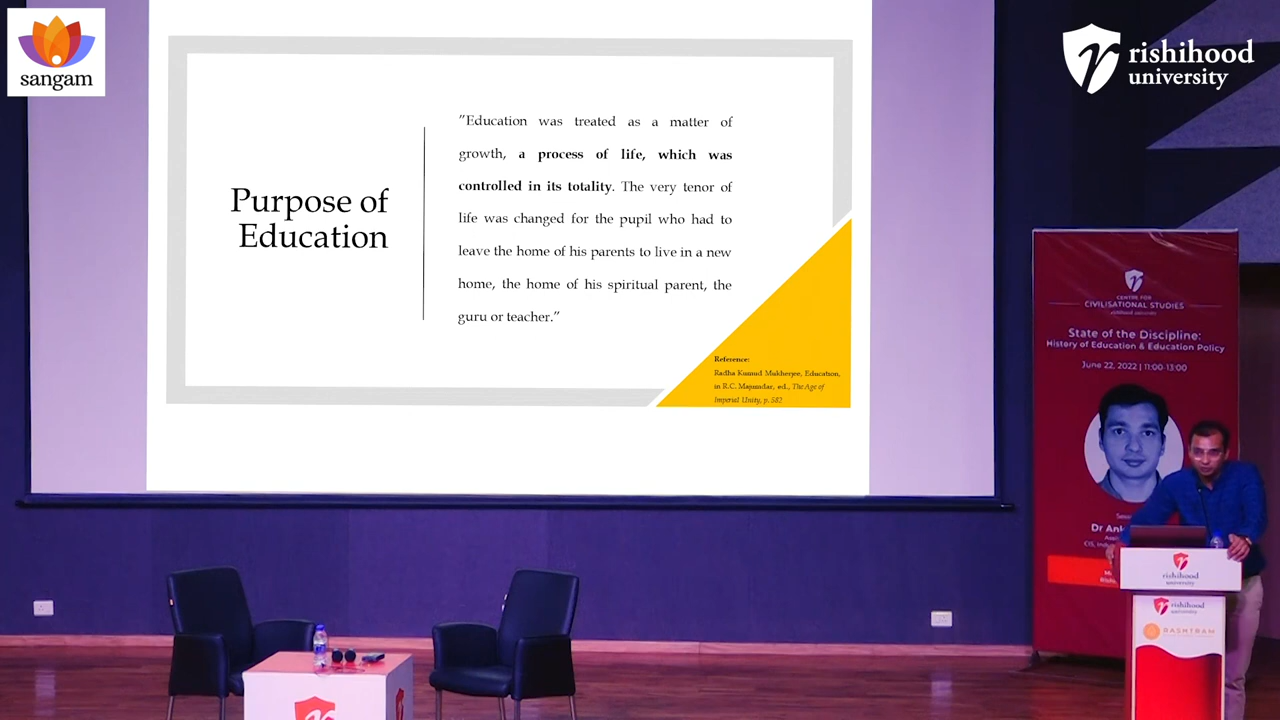 sangam
rishihood
university
Purpose of
Education
"Education was treated as a matter of
growth, a process of life, which was
controlled in its totality. The very tenor of
life was changed for the pupil who had to
leave the home of his parents to live in a new
home, the home of his spiritual parent, the
guru or teacher."
Reference:
Radha Kumud Mukherjee, Education,
in R.C. Majumdar, ed., The Age of
Imperial Unity, p. 582
CENTRE FOR
CIVILISATIONAL STUDIES
State of the Discipline:
History of Education & Education Policy
June 22, 2022 | 11:00-13:00
Dr
rishihood
university
rishihood
university
RASHTRAM